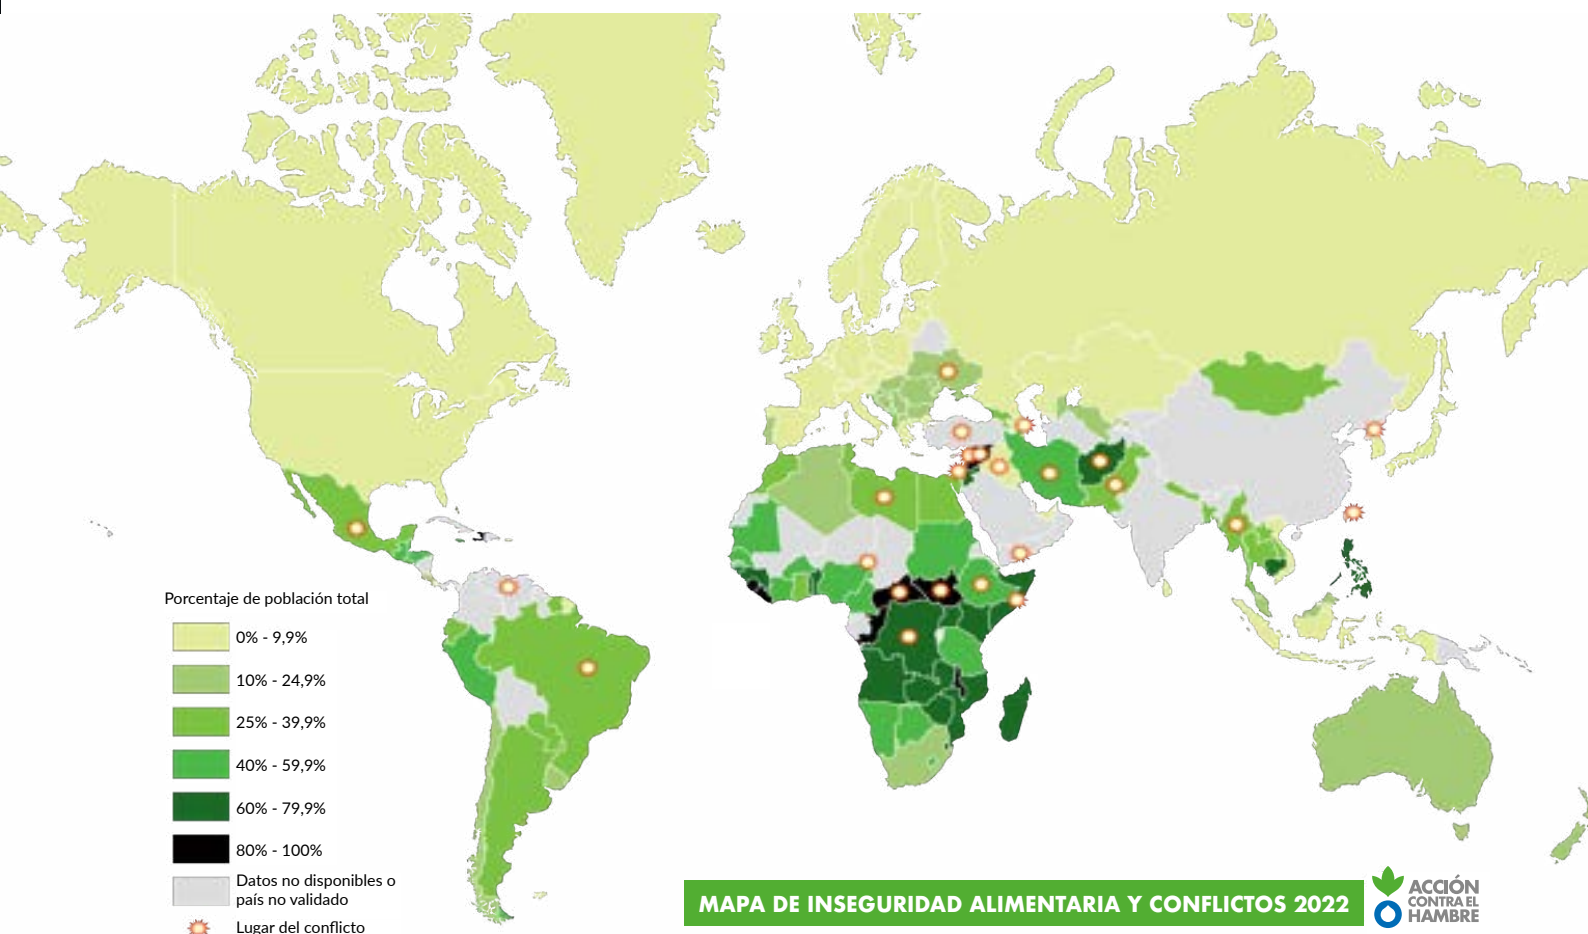 Porcentaje de población total
0% - 9,9%
10% - 24,9%
25% - 39,9%
40% - 59,9%
60% - 79,9%
80% - 100%
Datos no disponibles o
país no validado
Lugar del conflicto
MAPA DE INSEGURIDAD ALIMENTARIA Y CONFLICTOS 2022
ACCIÓN
CONTRA EL
HAMBRE